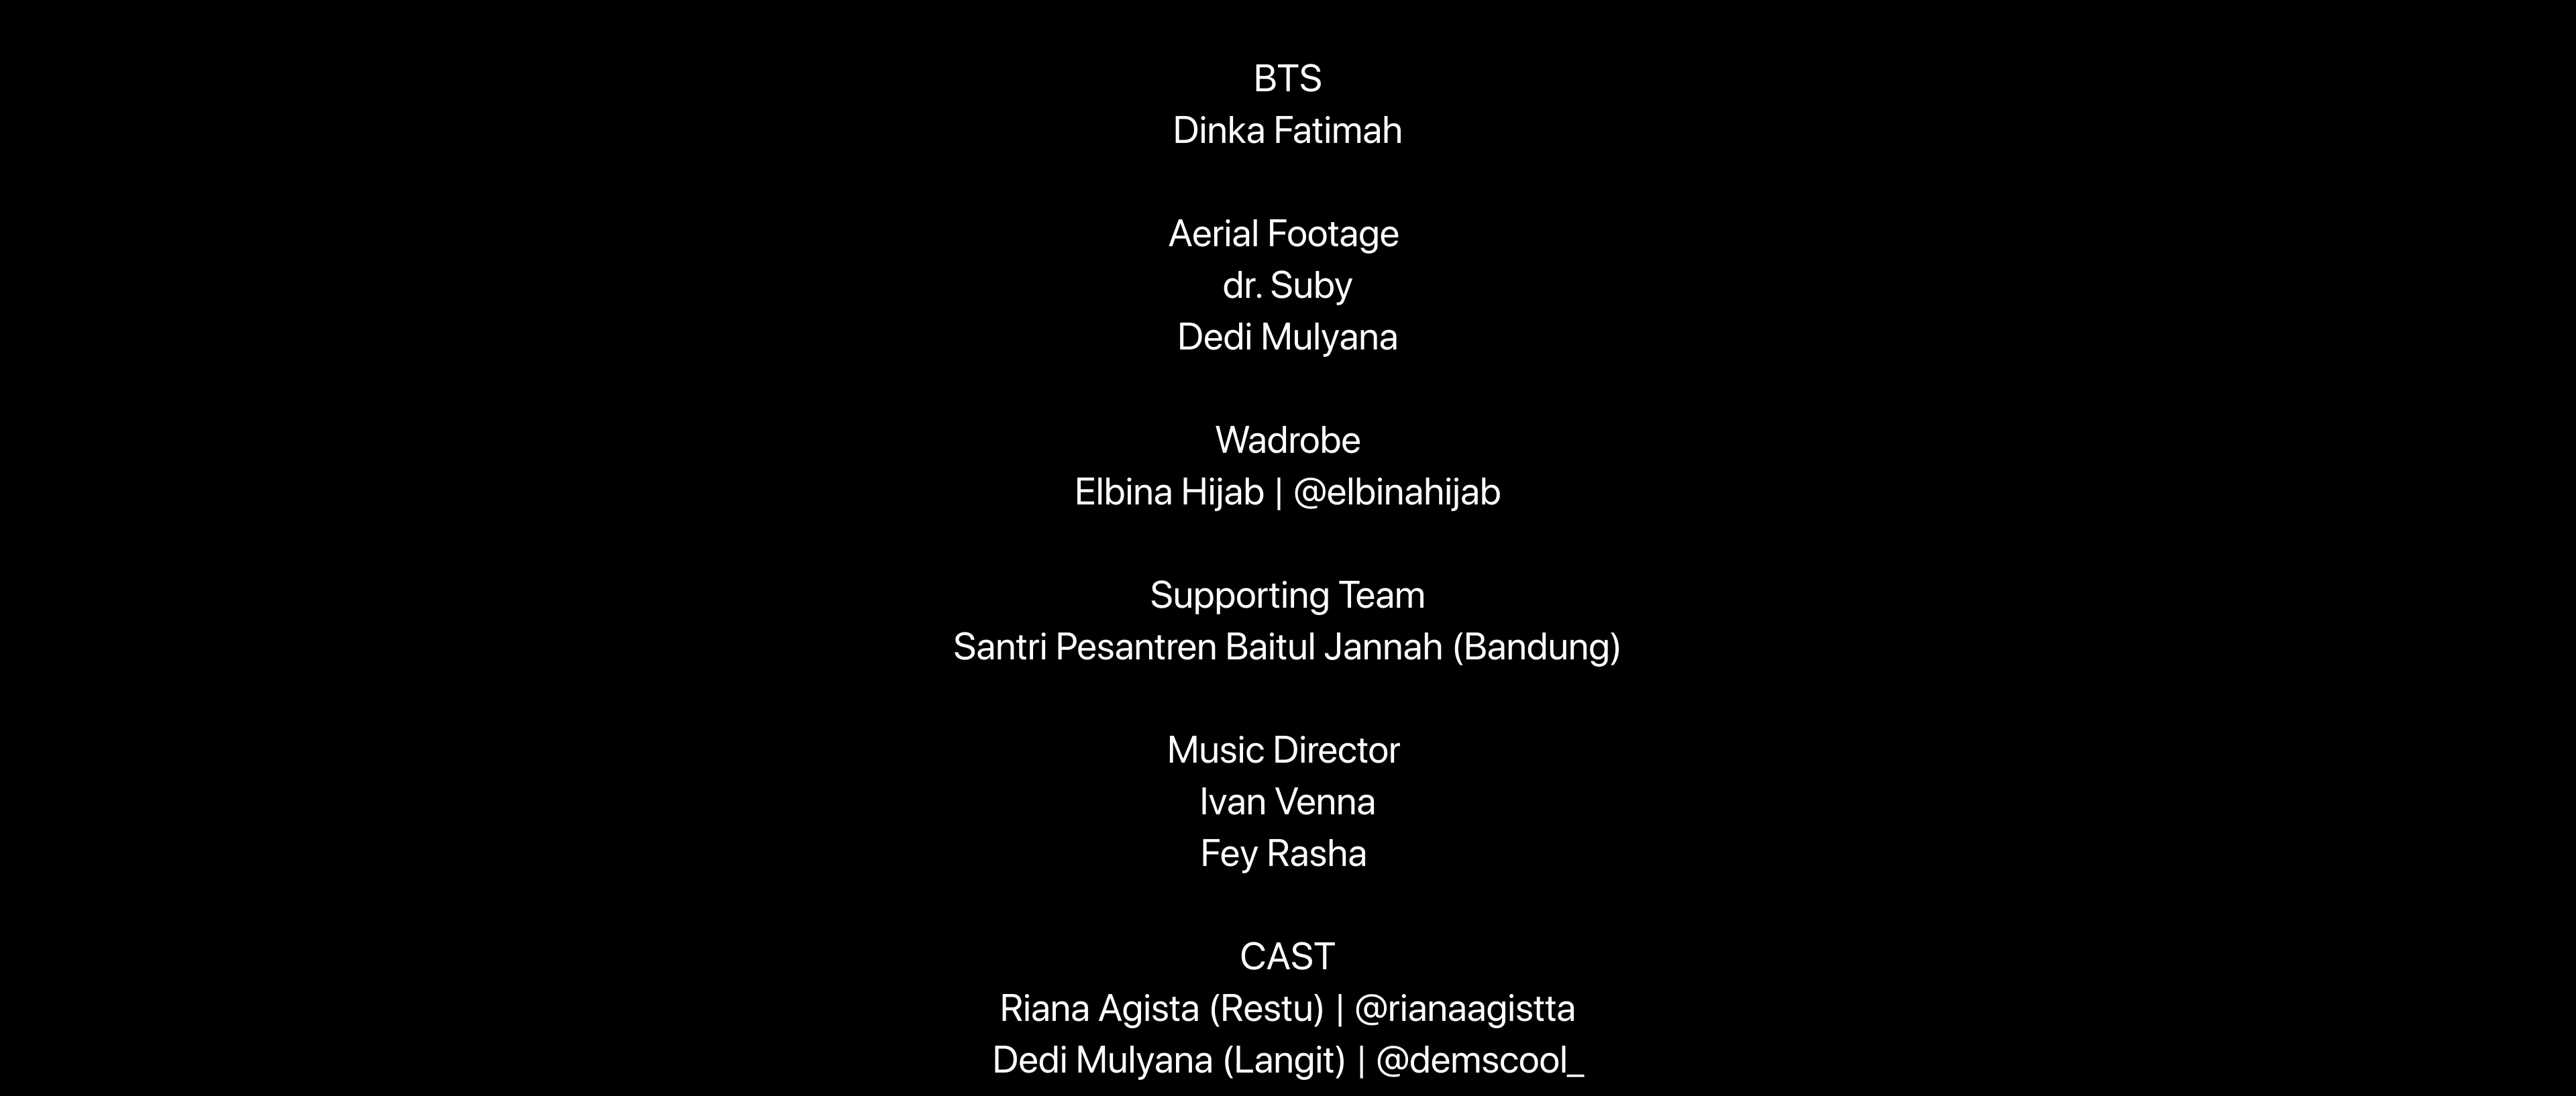 BTS
Dinka Fatimah
Aerial Footage
dr. Suby
Dedi Mulyana
Wadrobe
Elbina Hijab | @elbinahijab
Supporting Team
Santri Pesantren Baitul Jannah (Bandung)
Music Director
Ivan Venna
Fey Rasha
CAST
Riana Agista (Restu) | @rianaagistta
Dedi Mulyana (Langit) | @demscool_